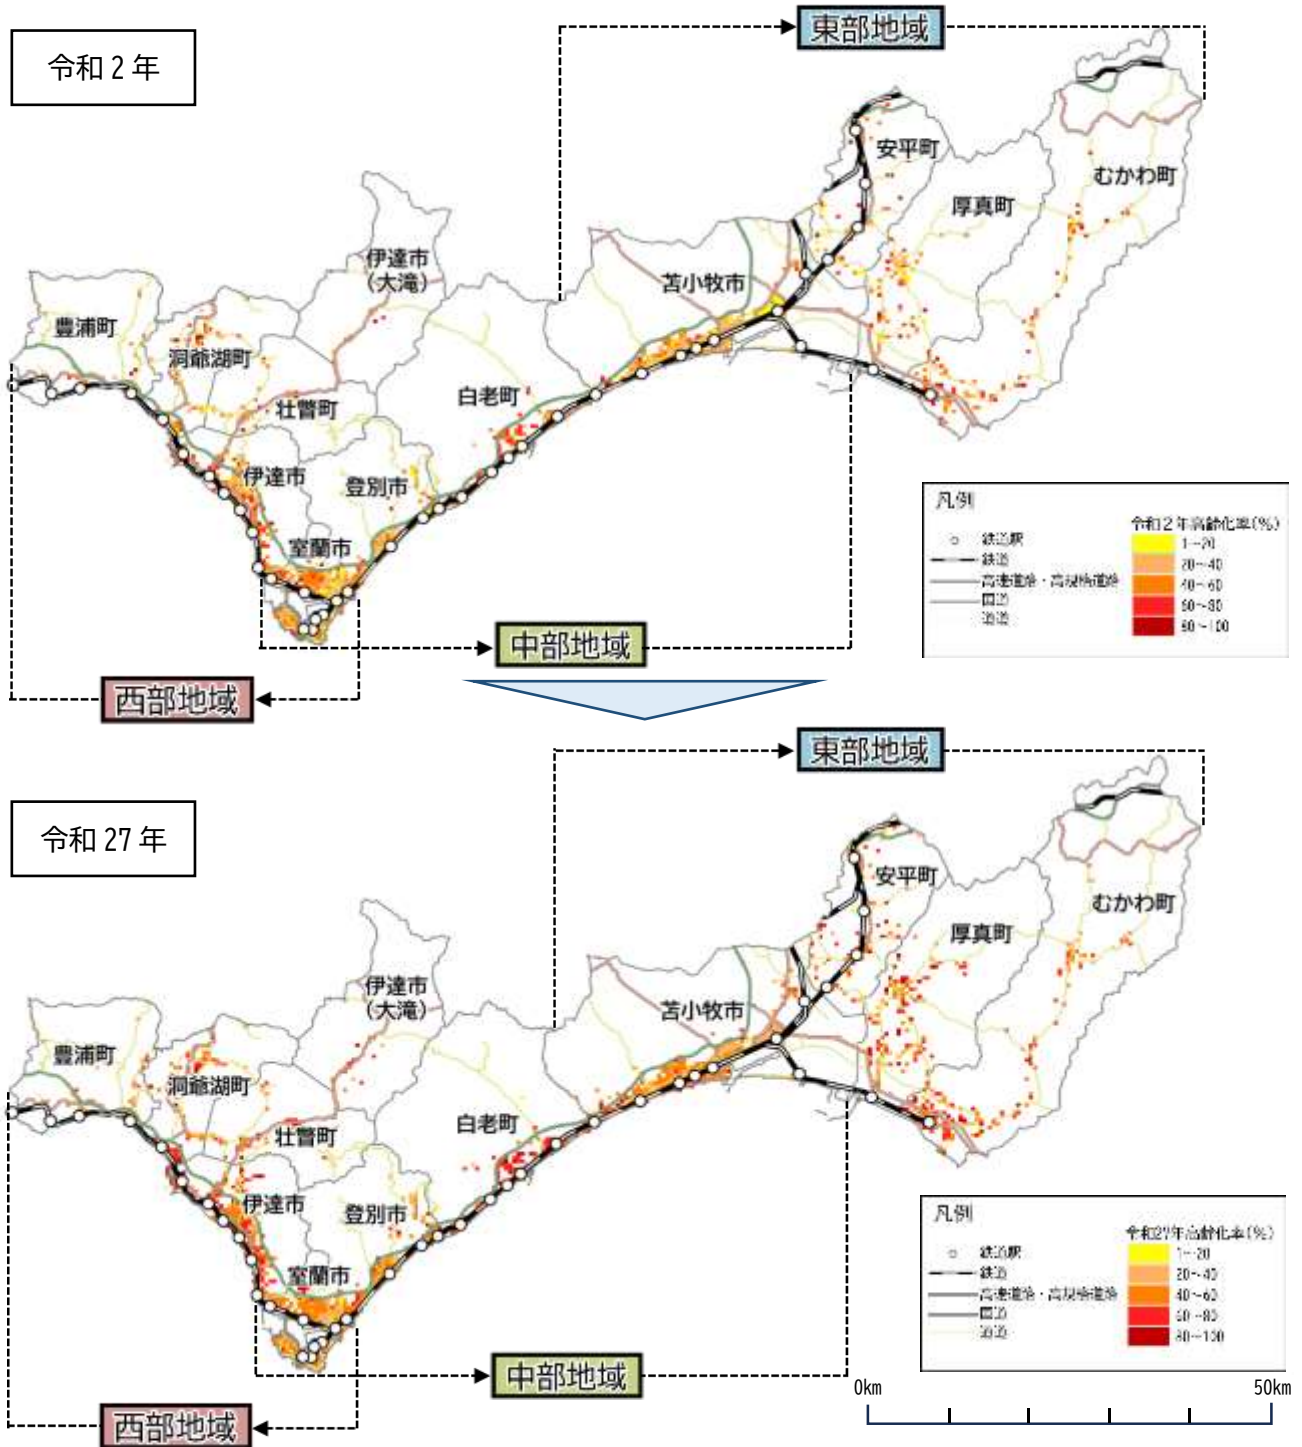 令和２年
東部地域
安平町
むかわ町
厚真町
伊達市
（大滝）
苫小牧市
豊浦町
洞爺湖町
白老町
壮瞥町
伊達市
登別市
室蘭市
中部地域
西部地域
凡例
鉄道駅
鉄道
高速道路・高規格道路
国道
道道
令和２年高齢化率(%)
1～20
20～40
40～60
60～80
80～100
令和 27 年
東部地域
安平町
むかわ町
厚真町
伊達市
（大滝）
苫小牧市
豊浦町
洞爺湖町
白老町
壮瞥町
伊達市
登別市
室蘭市
中部地域
西部地域
凡例
鉄道駅
鉄道
高速道路・高規格道路
国道
道道
令和27年高齢化率(%)
1～20
20～40
40～60
60～80
80～100
0km
50km